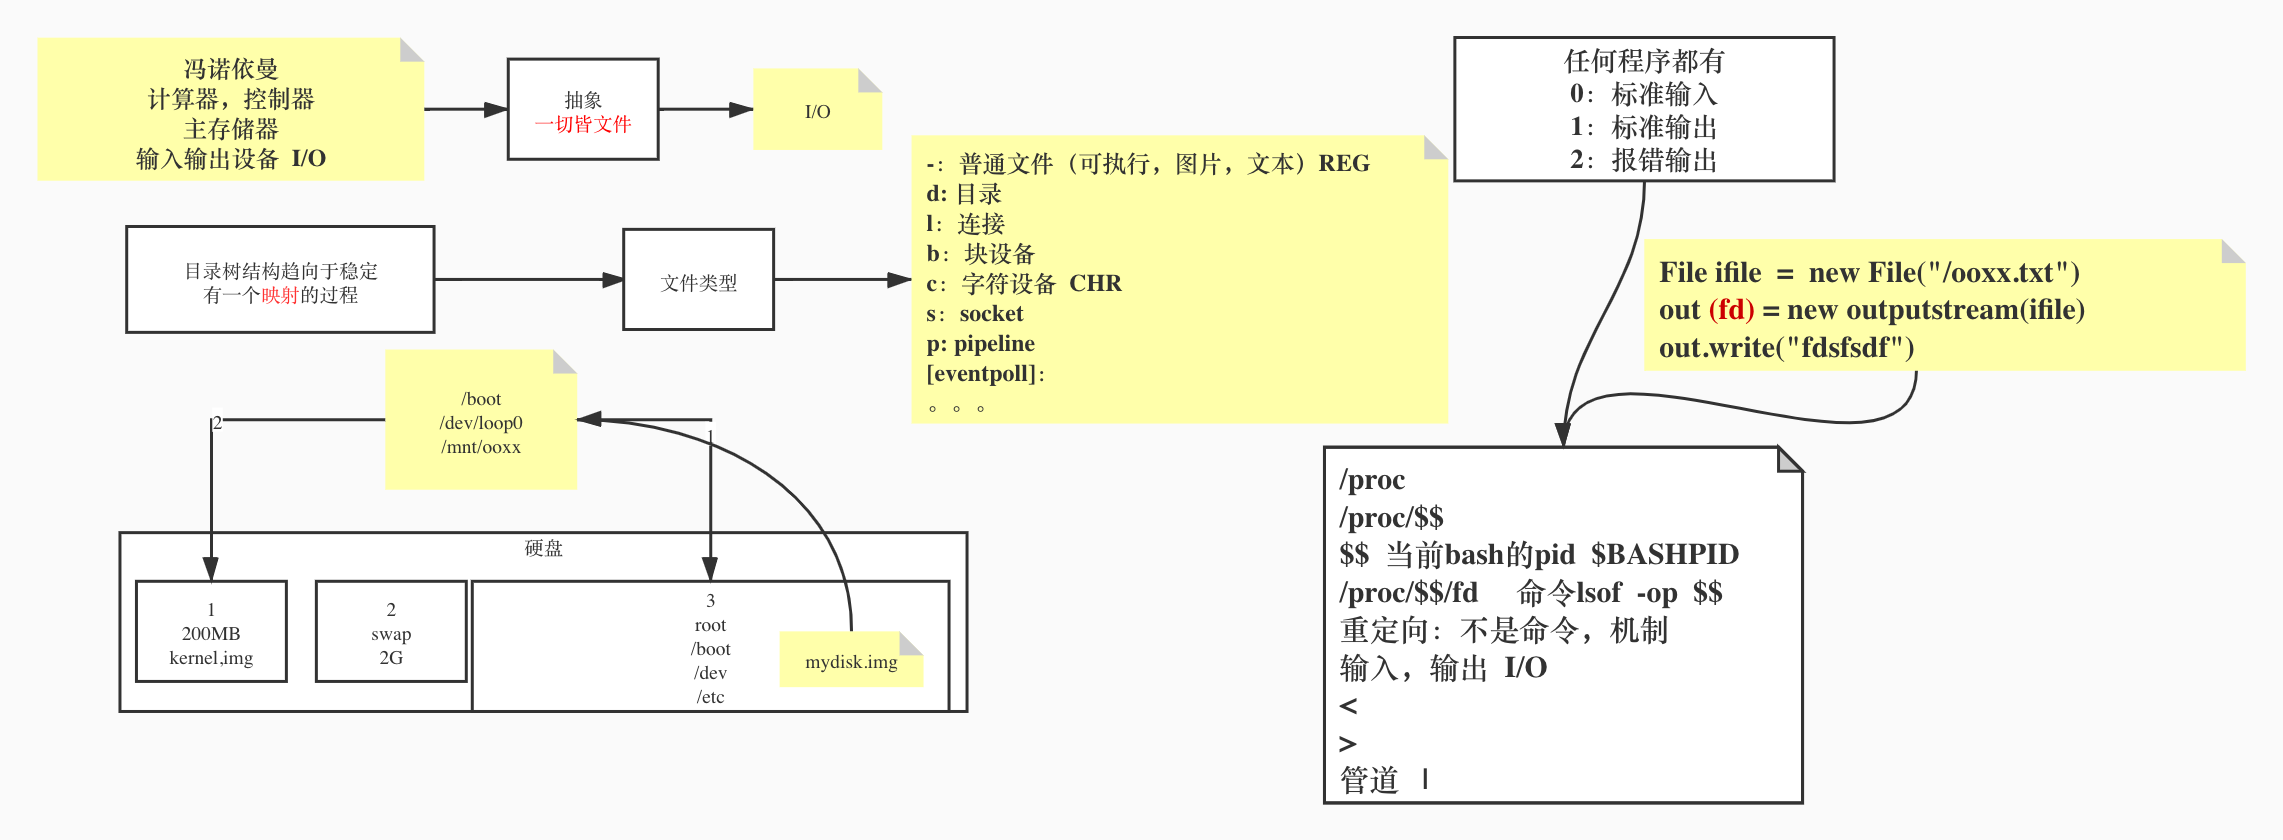 冯诺依曼
计算器，控制器
主存储器
输入输出设备 I/O
抽象
一切皆文件
I/O
目录树结构趋向于稳定
有一个映射的过程
文件类型
-：普通文件（可执行，图片，文本）REG
d: 目录
l：连接
b：块设备
c：字符设备 CHR
s：socket
p: pipeline
[eventpoll]：
。。。
/boot
/dev/loop0
/mnt/ooxx
2
1
硬盘
1
200MB
kernel,img
2
swap
2G
3
root
/boot
/dev
/etc
mydisk.img
任何程序都有
0：标准输入
1：标准输出
2：报错输出
File ifile = new File("/ooxx.txt")
out (fd) = new outputstream(ifile)
out.write("fdsfsdf")
/proc
/proc/$$
$$ 当前bash的pid $BASHPID
/proc/$$/fd 命令lsof -op $$
重定向：不是命令，机制
输入，输出 I/O
<
>
管道 |